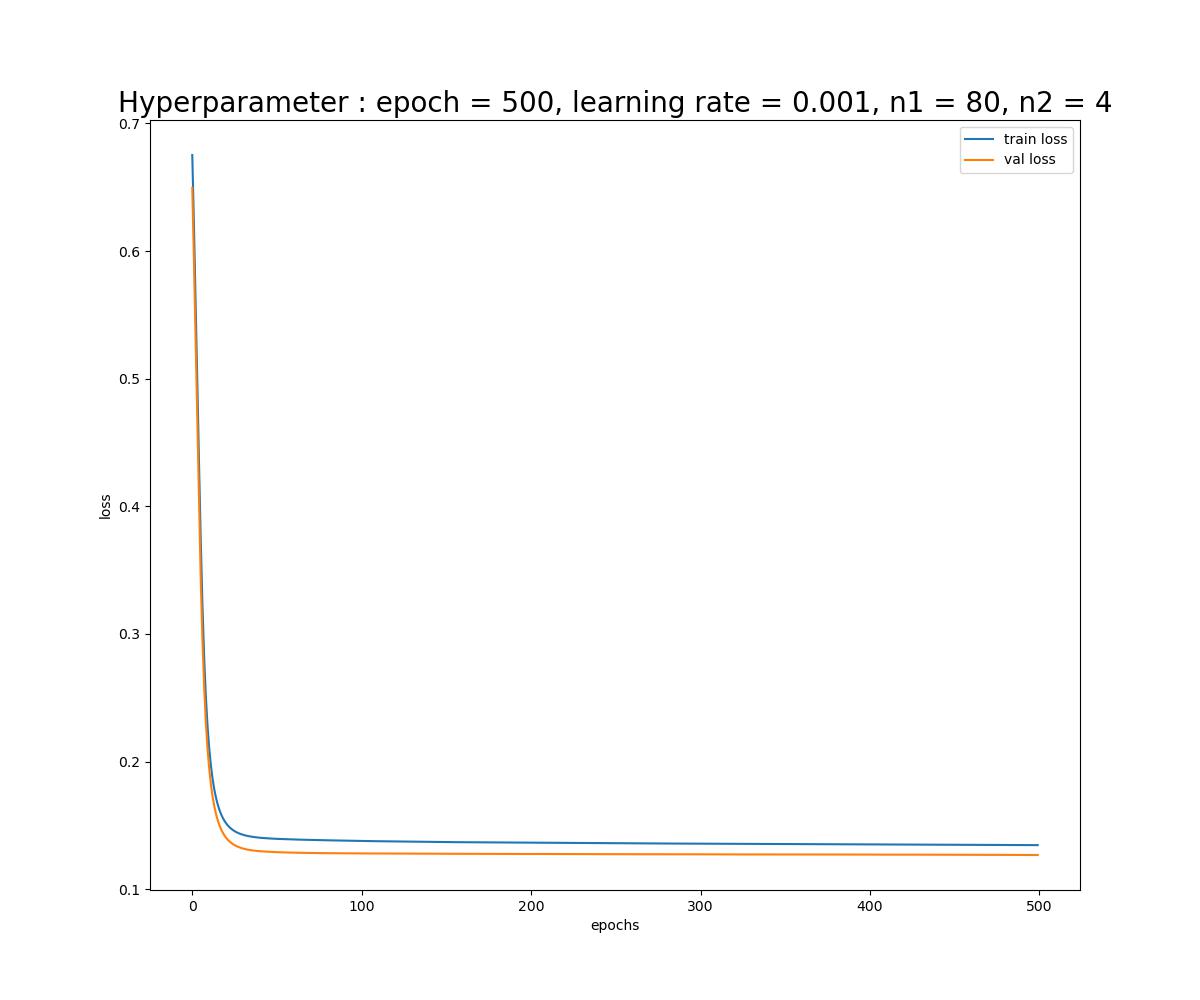 Hyperparameter : epoch = 500, learning rate = 0.001, n1 = 80, n2 = 4
train loss
val loss
0.7
0.6
0.5
0.4
0.3
0.2
0.1
loss
0 100 200 300 400 500
epochs